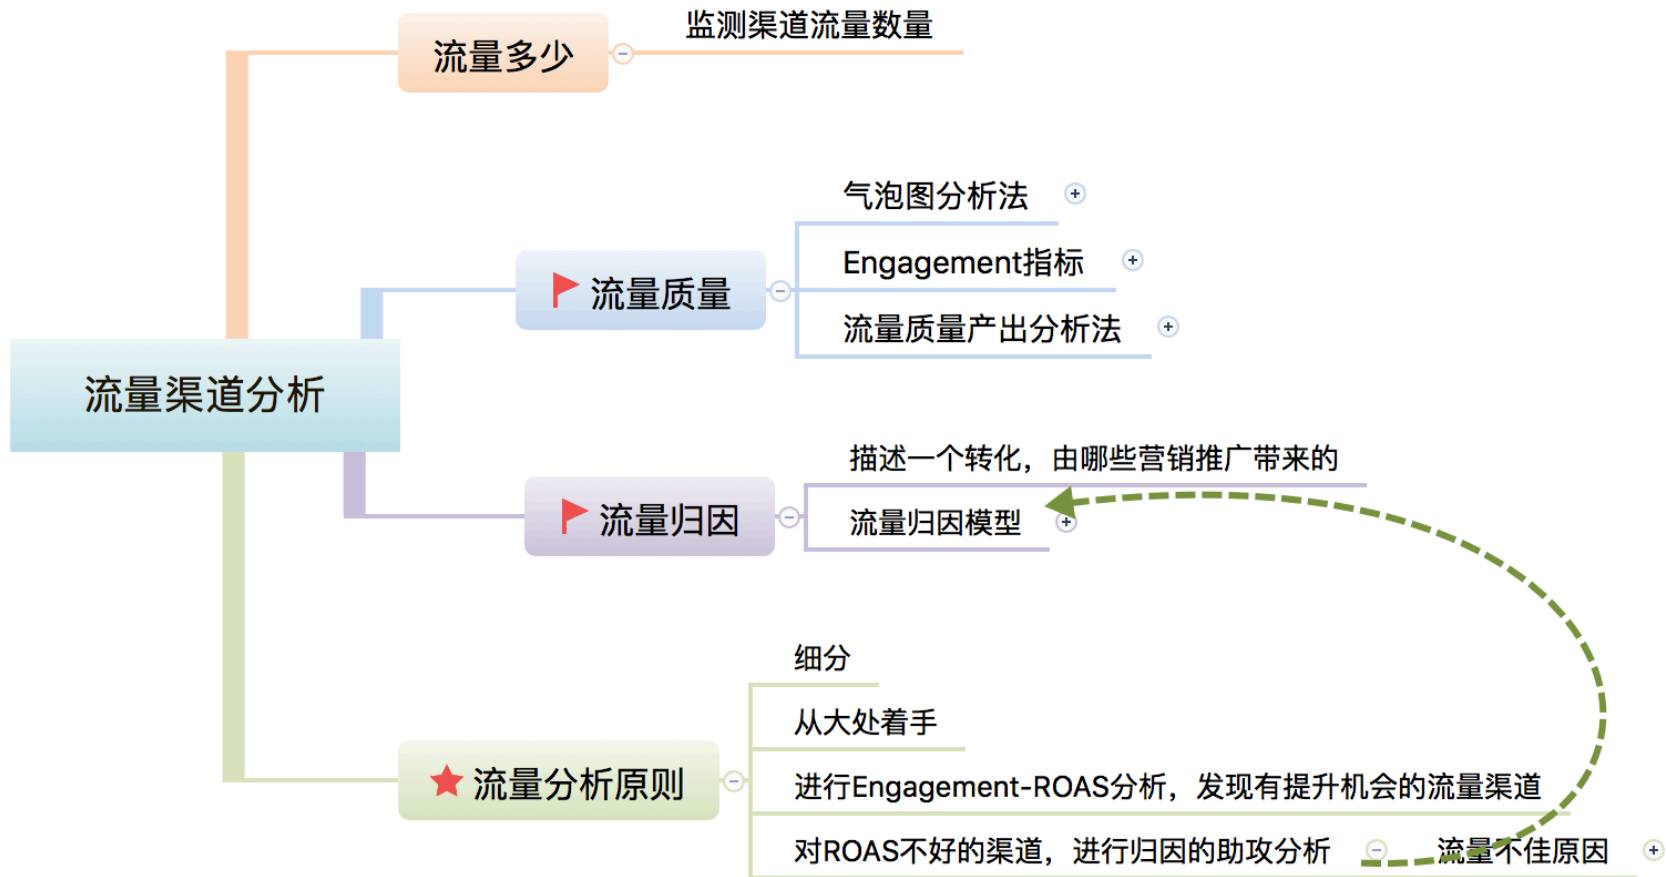 流量渠道分析
流量多少
监测渠道流量数量
流量质量
气泡图分析法
Engagement指标
流量质量产出分析法
流量归因
描述一个转化，由哪些营销推广带来的
流量归因模型
流量分析原则
细分
从大处着手
进行Engagement-ROAS分析，发现有提升机会的流量渠道
对ROAS不好的渠道，进行归因的助攻分析
流量不佳原因